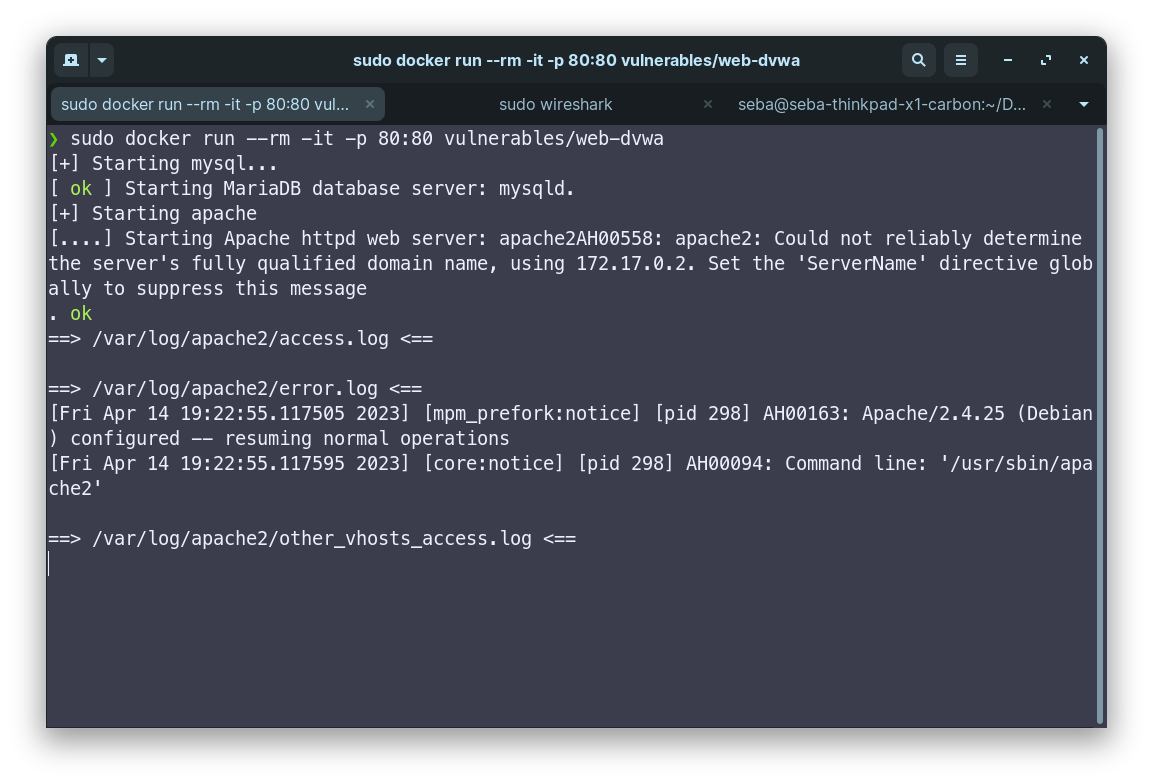 sudo docker run --rm -it -p 80:80 vulnerables/web-dvwa
sudo docker run --rm -it -p 80:80 vul...
sudo wireshark
seba@seba-thinkpad-x1-carbon:~/D...
❯ sudo docker run --rm -it -p 80:80 vulnerables/web-dvwa
[+] Starting mysql...
[ ok ] Starting MariaDB database server: mysqld.
[+] Starting apache
[....] Starting Apache httpd web server: apache2AH00558: apache2: Could not reliably determine
the server's fully qualified domain name, using 172.17.0.2. Set the 'ServerName' directive glob
ally to suppress this message
. ok
==> /var/log/apache2/access.log <==
==> /var/log/apache2/error.log <==
[Fri Apr 14 19:22:55.117505 2023] [mpm_prefork:notice] [pid 298] AH00163: Apache/2.4.25 (Debian
) configured -- resuming normal operations
[Fri Apr 14 19:22:55.117595 2023] [core:notice] [pid 298] AH00094: Command line: '/usr/sbin/apa
che2'
==> /var/log/apache2/other_vhosts_access.log <==